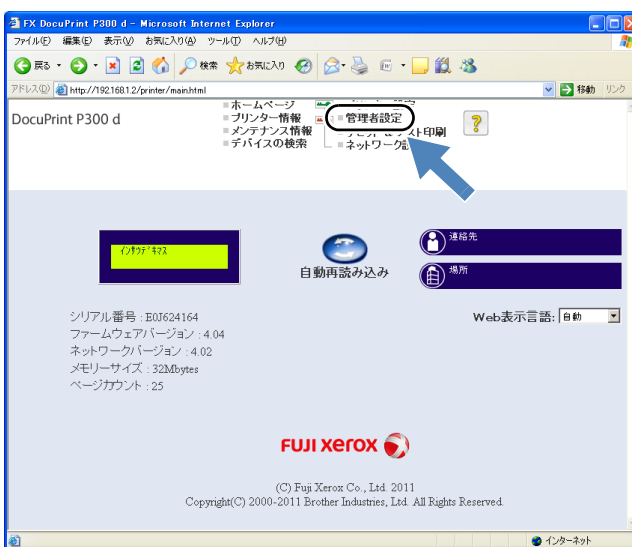 FX DocuPrint P300 d - Microsoft Internet Explorer
ファイル(F) 編集(E) 表示(V) お気に入り(A) ツール(T) ヘルプ(H)
戻る 検索 お気に入り
アドレス(D) http://192.168.1.2/printer/main.html 移動 リンク
DocuPrint P300 d
ホームページ
プリンター情報 管理者設定
メンテナンス情報 ト印刷
デバイスの検索 ネットワーク
インサツデキマス
自動再読み込み
連絡先
場所
シリアル番号 : E0J624164
ファームウェアバージョン : 4.04
ネットワークバージョン : 4.02
メモリーサイズ : 32Mbytes
ページカウント : 25
Web表示言語: 自動
FUJI xerox
(C) Fuji Xerox Co., Ltd. 2011
Copyright(C) 2000-2011 Brother Industries, Ltd. All Rights Reserved.
インターネット